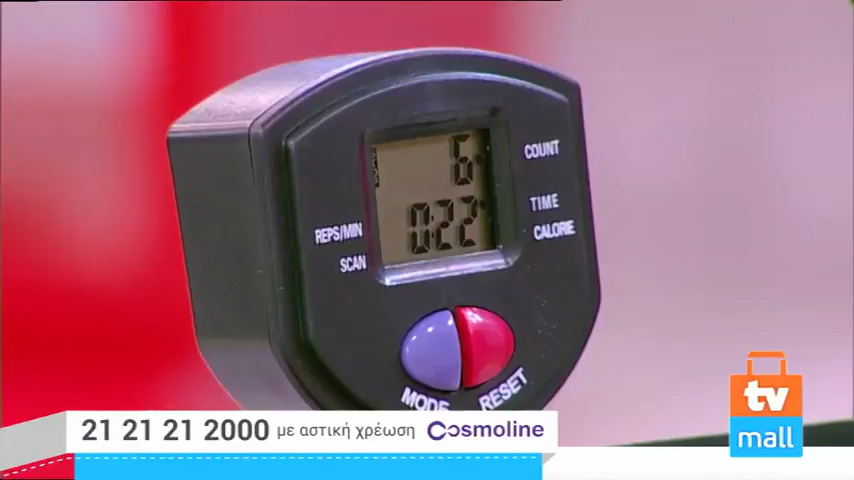 6
COUNT
0:22
TIME
REPS/MIN
CALORIE
SCAN
MODE
RESET
21 21 21 2000 με αστική χρέωση Cosmoline
tv
mall